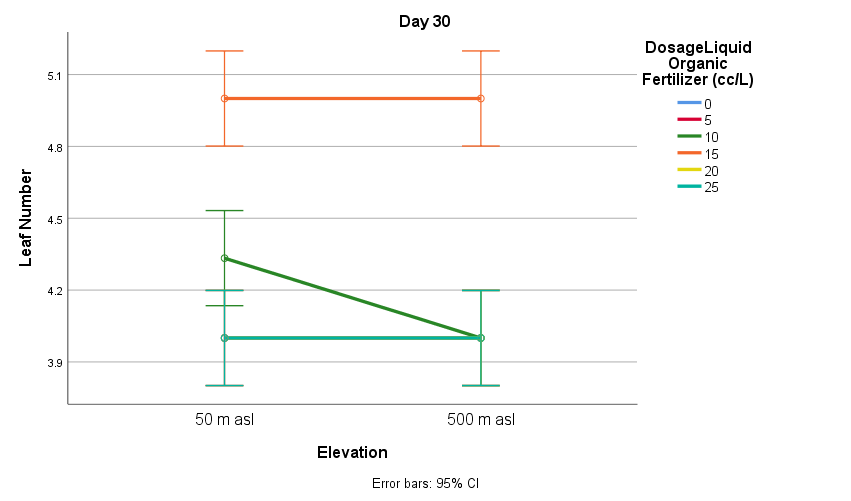 Day 30
DosageLiquid
Organic
Fertilizer (cc/L)
0
5
10
15
20
25
Leaf Number
5.1
4.8
4.5
4.2
3.9
50 m asl
500 m asl
Elevation
Error bars: 95% CI